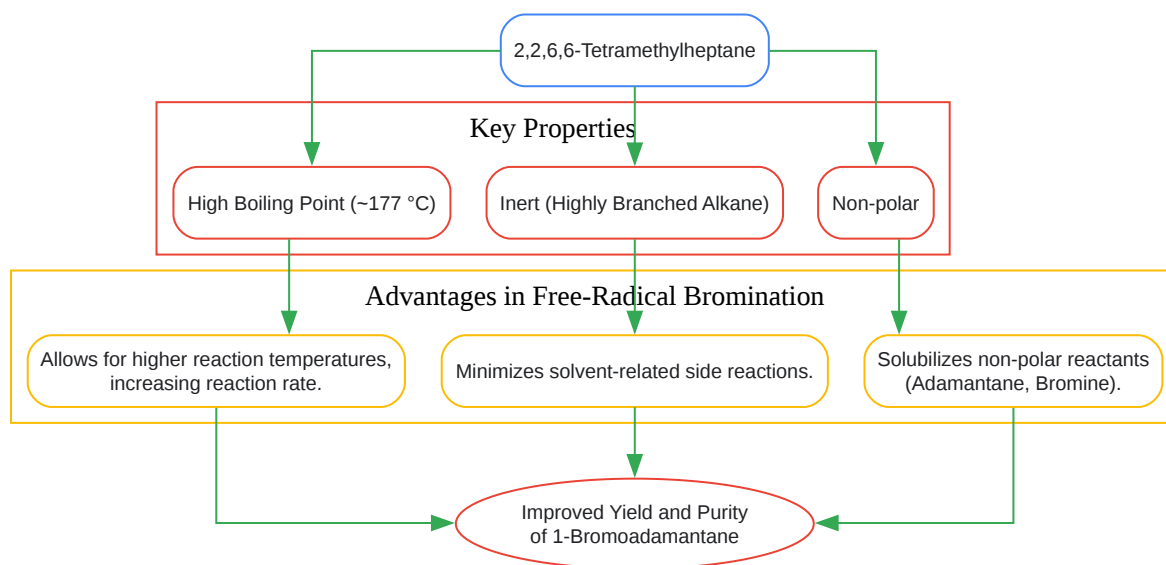 2,2,6,6-Tetramethylheptane
Key Properties
High Boiling Point (~177 °C)
Inert (Highly Branched Alkane)
Non-polar
Advantages in Free-Radical Bromination
Allows for higher reaction temperatures,
increasing reaction rate.
Minimizes solvent-related side reactions.
Solubilizes non-polar reactants
(Adamantane, Bromine).
Improved Yield and Purity
of 1-Bromoadamantane